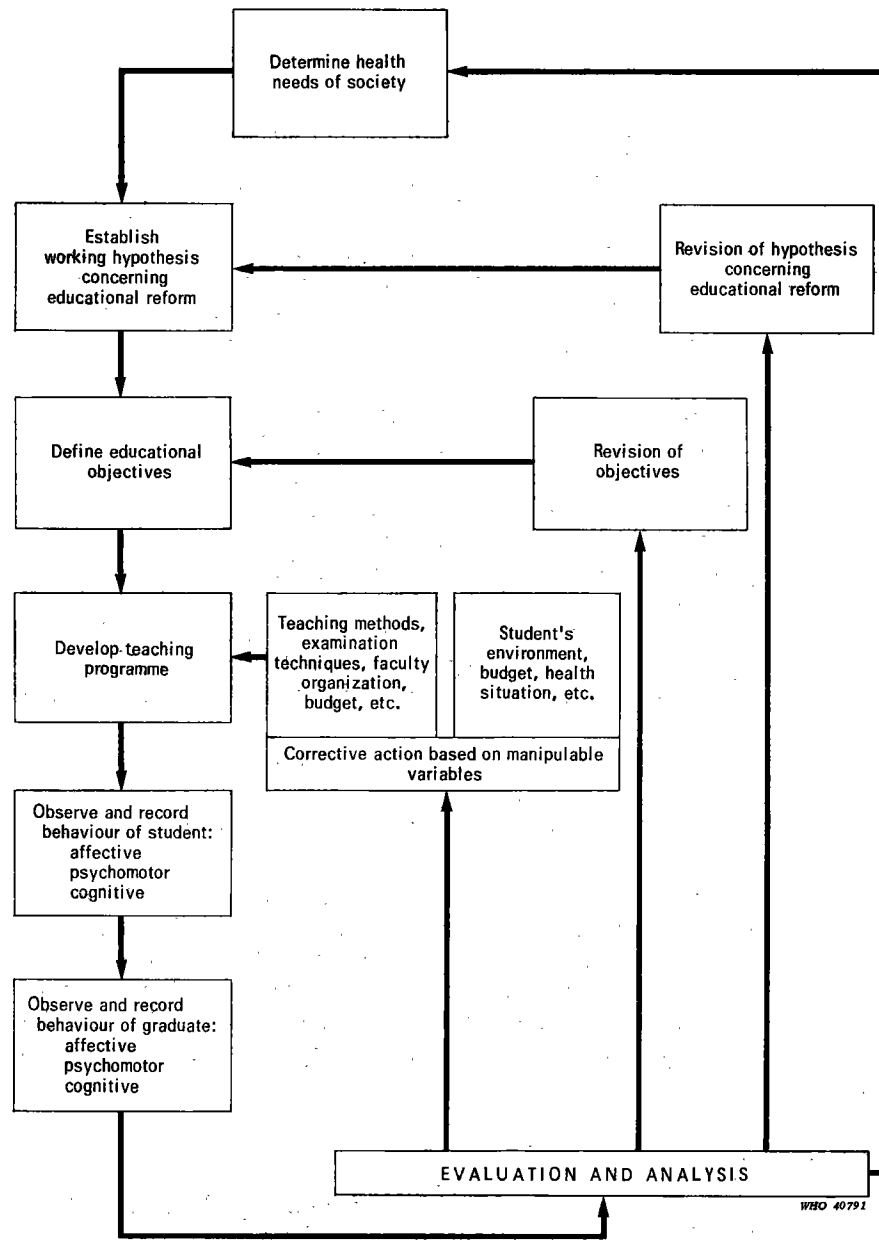 Determine health
needs of society
Establish
working hypothesis
concerning
educational reform
Revision of hypothesis
concerning
educational reform
Define educational
objectives
Revision of
objectives
Develop teaching
programme
Teaching methods,
examination
techniques, faculty
organization,
budget, etc.
Student's
environment,
budget, health
situation, etc.
Corrective action based on manipulable
variables
Observe and record
behaviour of student:
affective
psychomotor
cognitive
Observe and record
behaviour of graduate:
affective
psychomotor
cognitive
EVALUATION AND ANALYSIS
WHO 40791